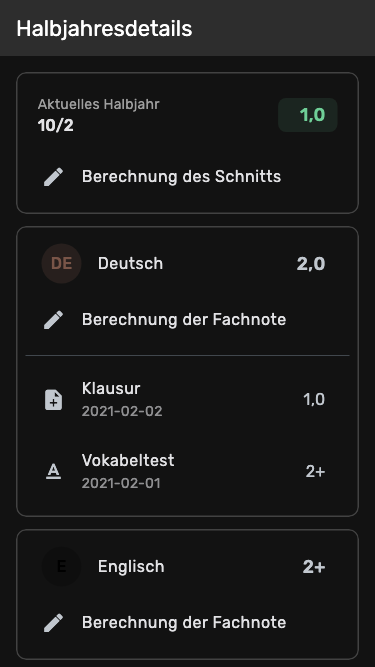 Halbjahresdetails
Aktuelles Halbjahr
10/2
1,0
Berechnung des Schnitts
DE
Deutsch
2,0
Berechnung der Fachnote
Klausur
2021-02-02
1,0
A
Vokabeltest
2021-02-01
2+
E
Englisch
2+
Berechnung der Fachnote